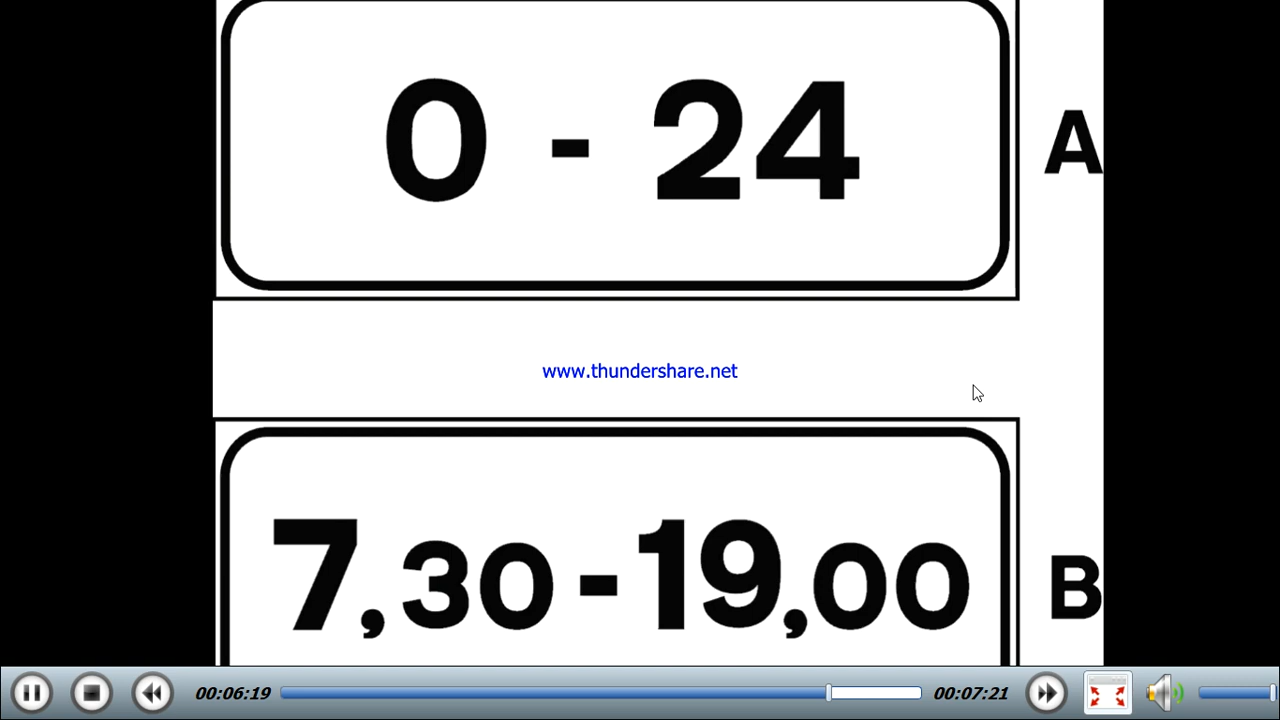 0 - 24
A
www.thundershare.net
7,30 - 19,00
B
00:06:19
00:07:21